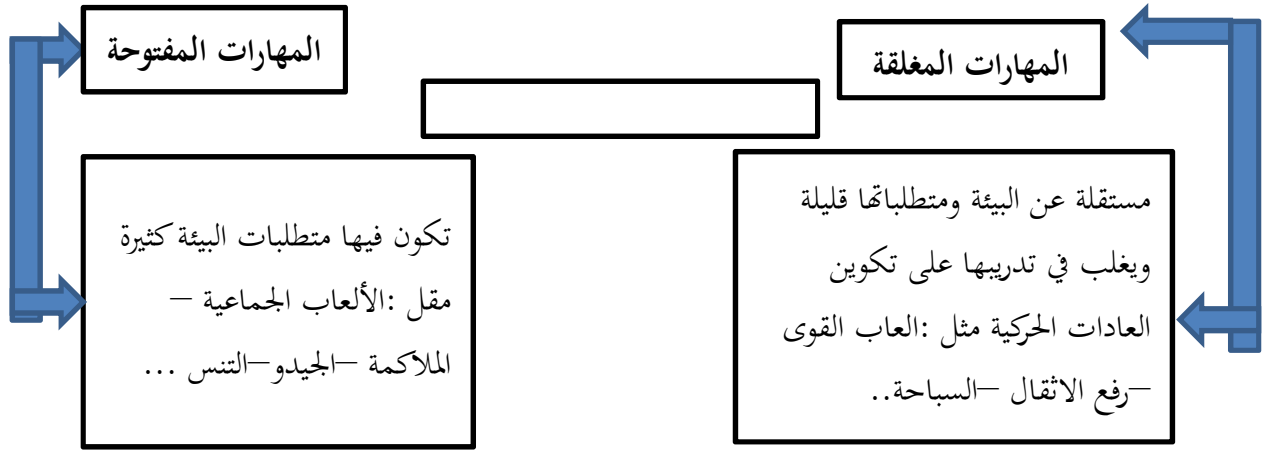 المهارات المغلقة
المهارات المفتوحة
مستقلة عن البيئة ومتطلباتها قليلة
ويغلب في تدريبها على تكوين
العادات الحركية مثل :العاب القوى
–رفع الاثقال –السباحة..
تكون فيها متطلبات البيئة كثيرة
مقل :الألعاب الجماعية –
الملاكمة –الجيدو–التنس ...